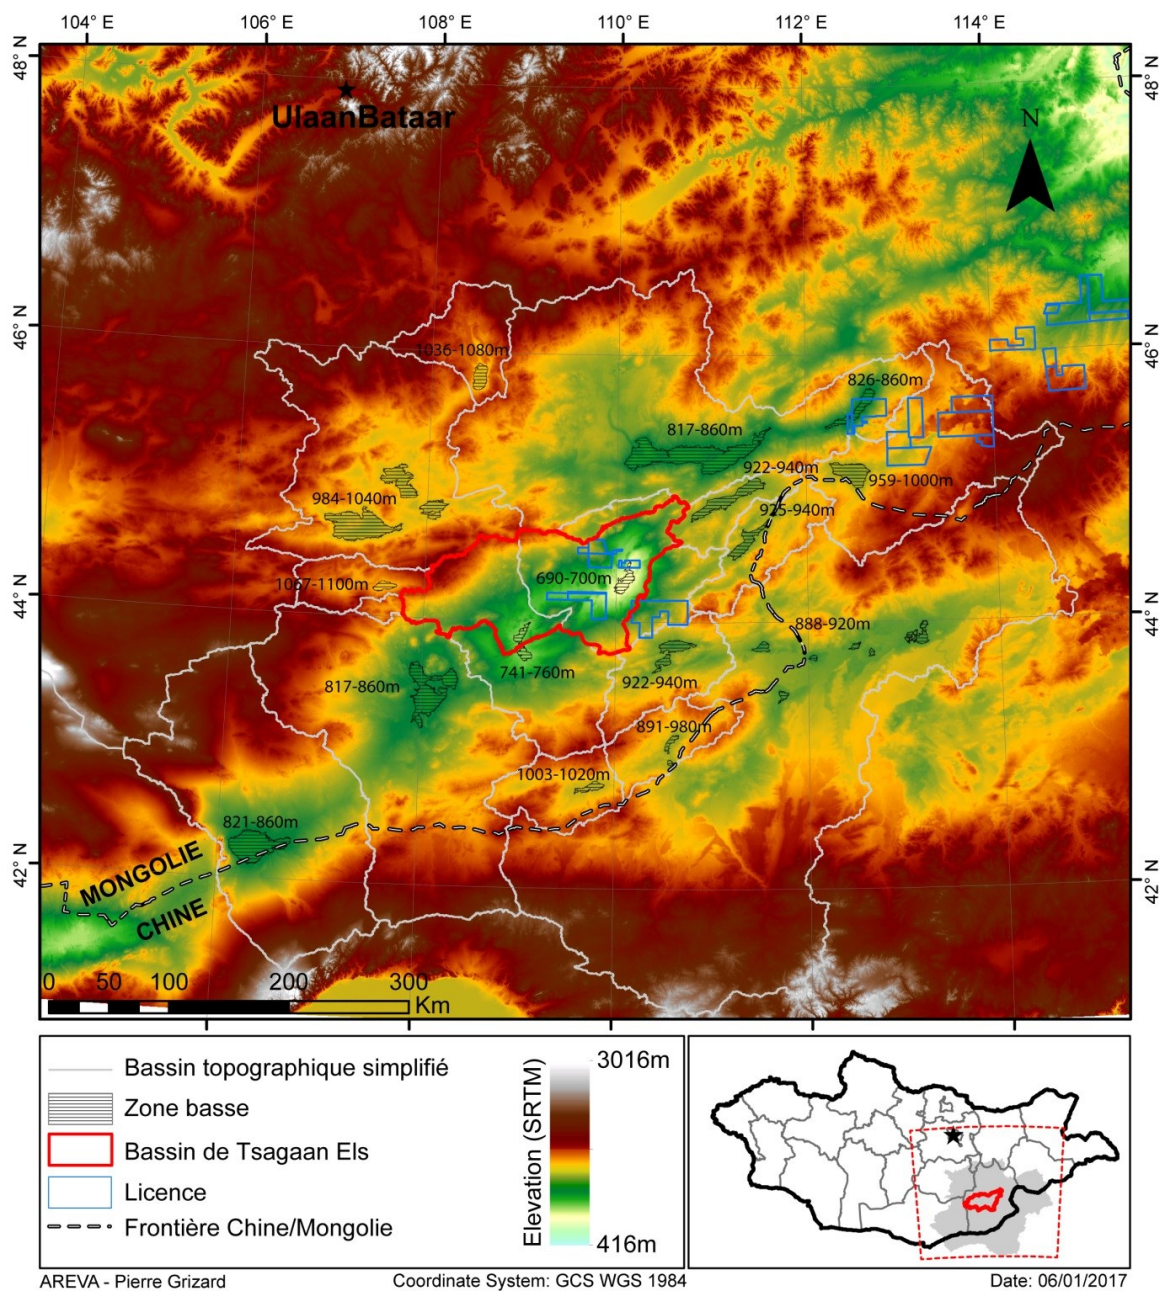 104° E 106° E 108° E 110° E 112° E 114° E
48° N
48° N
UlaanBataar
N
46° N
46° N
1036-1080m
826-860m
817-860m
922-940m
959-1000m
984-1040m
925-940m
690-700m
1067-1100m
44° N
44° N
888-920m
741-760m
817-860m
922-940m
891-980m
1003-1020m
821-860m
42° N
42° N
MONGOLIE
CHINE
0 50 100 200 300
Km
Bassin topographique simplifié
Zone basse
Bassin de Tsagaan Els
Licence
Frontière Chine/Mongolie
Elevation (SRTM)
3016m
416m
AREVA - Pierre Grizard Coordinate System: GCS WGS 1984 Date: 06/01/2017